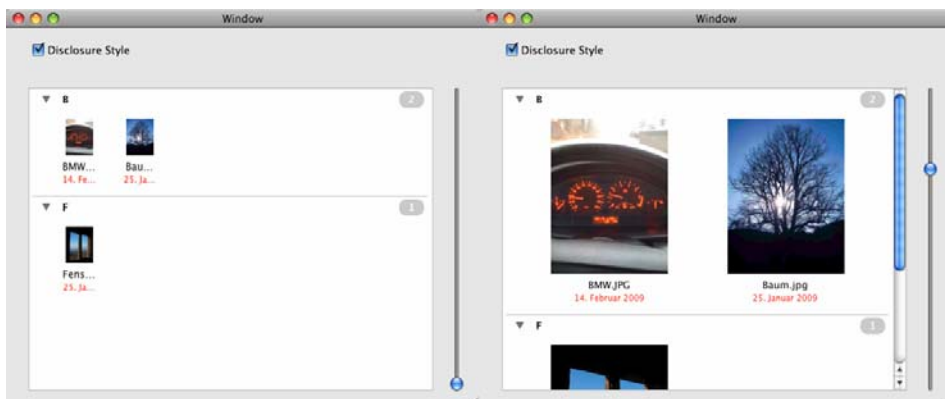 Window
Disclosure Style
B 2
BMW... Bau...
14. Fe... 25. Ja...
F 1
Fens...
25. Ja...
Window
Disclosure Style
B 2
BMW.JPG Baum.jpg
14. Februar 2009 25. Januar 2009
F 1